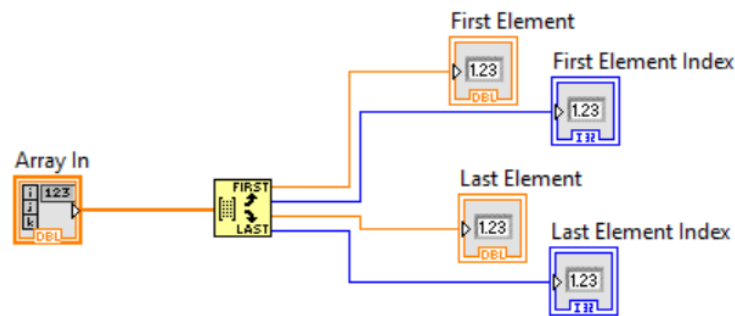 First Element
1.23
DBL
First Element Index
1.23
I32
Array In
i
j
k
123
DBL
FIRST
LAST
Last Element
1.23
DBL
Last Element Index
1.23
I32